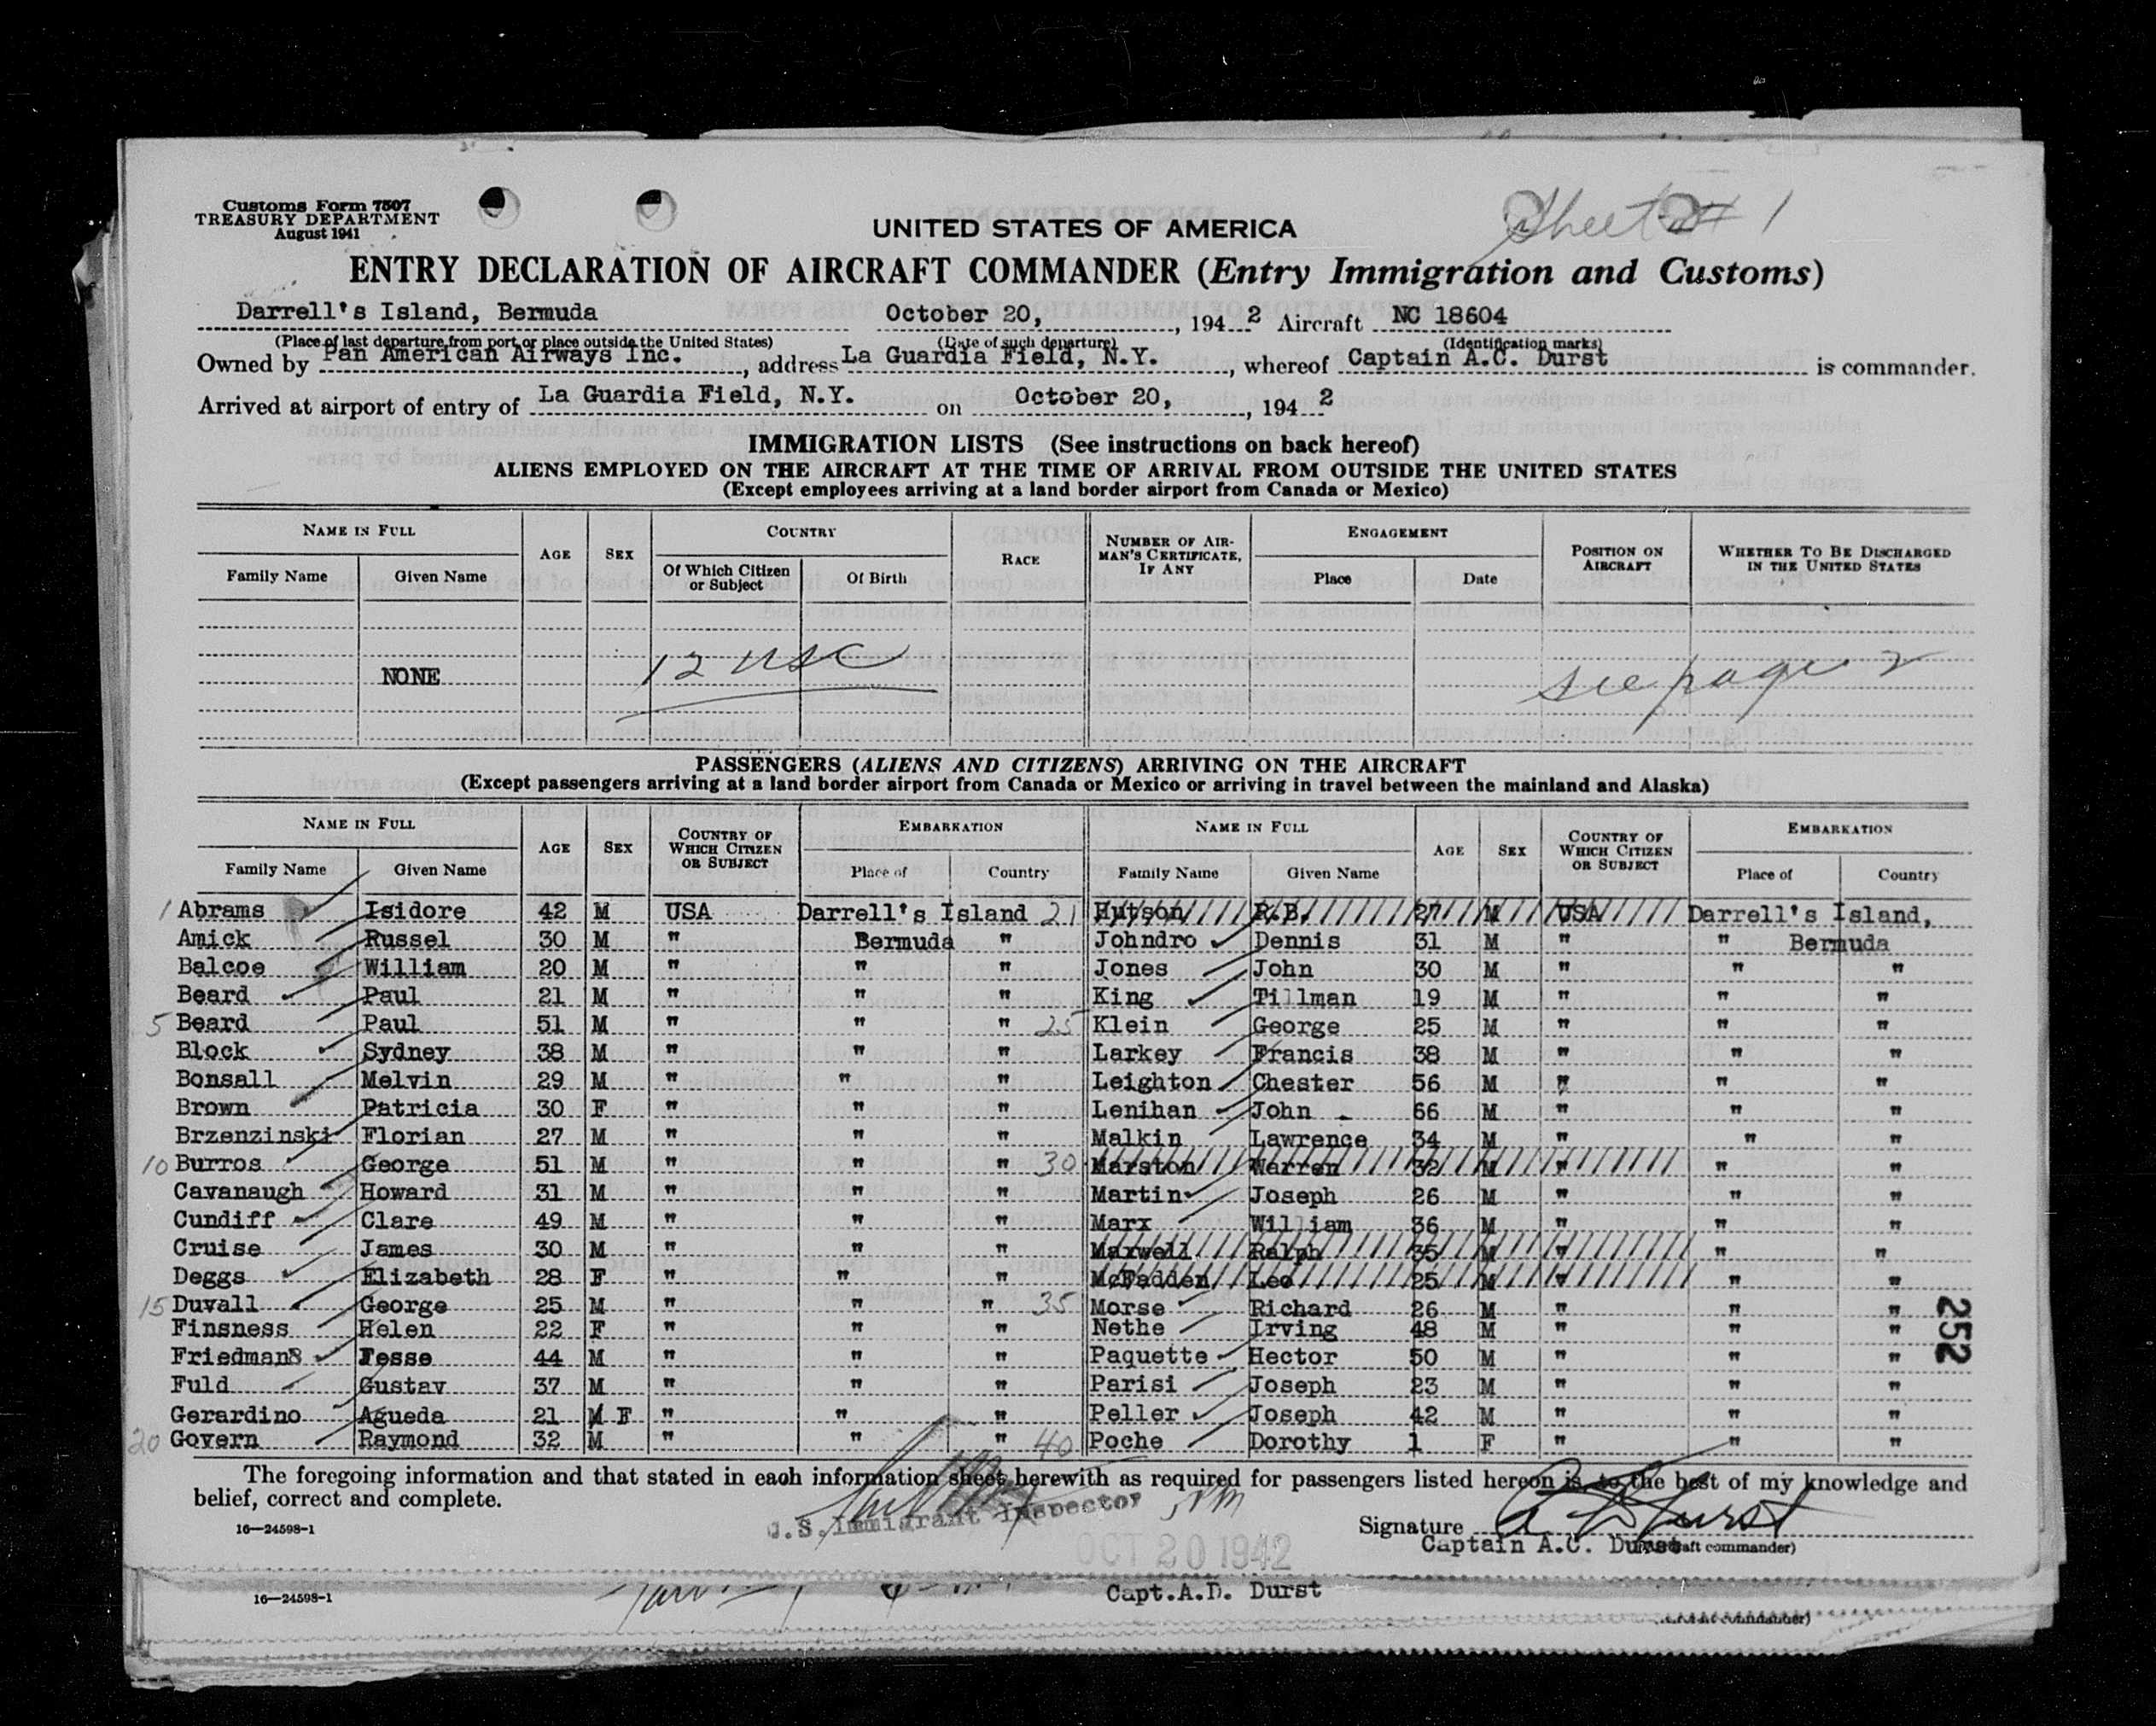 Customs Form 7507
TREASURY DEPARTMENT
August 1941
Sheet # 1
UNITED STATES OF AMERICA
ENTRY DECLARATION OF AIRCRAFT COMMANDER (Entry Immigration and Customs)
Darrell's Island, Bermuda October 20, , 194 2 Aircraft NC 18604
(Place of last departure from port or place outside the United States) (Date of such departure) (Identification marks)
Owned by Pan American Airways Inc. , address La Guardia Field, N.Y. , whereof Captain A.C. Durst is commander.
Arrived at airport of entry of La Guardia Field, N.Y. on October 20, , 194 2
IMMIGRATION LISTS (See instructions on back hereof)
ALIENS EMPLOYED ON THE AIRCRAFT AT THE TIME OF ARRIVAL FROM OUTSIDE THE UNITED STATES
(Except employees arriving at a land border airport from Canada or Mexico)
NAME IN FULL AGE SEX COUNTRY RACE NUMBER OF AIRMAN'S CERTIFICATE, IF ANY ENGAGEMENT POSITION ON AIRCRAFT WHETHER TO BE DISCHARGED IN THE UNITED STATES
Family Name Given Name Of Which Citizen or Subject Of Birth Place Date
NONE 12 USC see page 2
PASSENGERS (ALIENS AND CITIZENS) ARRIVING ON THE AIRCRAFT
(Except passengers arriving at a land border airport from Canada or Mexico or arriving in travel between the mainland and Alaska)
NAME IN FULL AGE SEX COUNTRY OF WHICH CITIZEN OR SUBJECT EMBARKATION NAME IN FULL AGE SEX COUNTRY OF WHICH CITIZEN OR SUBJECT EMBARKATION
Family Name Given Name Place of Country Family Name Given Name Place of Country
1 Abrams Isidore 42 M USA Darrell's Island 21 Hutson R.B. 27 M USA Darrell's Island,
Amick Russel 30 M " Bermuda " Johndro Dennis 31 M " " Bermuda
Balcoe William 20 M " " " Jones John 30 M " " "
Beard Paul 21 M " " " King Tillman 19 M " " "
5 Beard Paul 51 M " " " 25 Klein George 25 M " " "
Block Sydney 38 M " " " Larkey Francis 38 M " " "
Bonsall Melvin 29 M " " " Leighton Chester 56 M " " "
Brown Patricia 30 F " " " Lenihan John 66 M " " "
Brzenzinski Florian 27 M " " " Malkin Lawrence 34 M " " "
10 Burros George 51 M " " " 30 Marston Warren 32 M " " "
Cavanaugh Howard 31 M " " " Martin Joseph 26 M " " "
Cundiff Clare 49 M " " " Marx William 36 M " " "
Cruise James 30 M " " " Maxwell Ralph 35 M " " "
Deggs Elizabeth 28 F " " " McFadden Leo 25 M " " "
15 Duvall George 25 M " " " 35 Morse Richard 26 M " " "
Finsness Helen 22 F " " " Nethe Irving 48 M " " "
Friedman Jesse 44 M " " " Paquette Hector 50 M " " "
Fuld Gustav 37 M " " " Parisi Joseph 23 M " " "
Gerardino Agueda 21 M F " " " Peller Joseph 42 M " " "
20 Govern Raymond 32 M " " " 40 Poche Dorothy 1 F " " "
252
The foregoing information and that stated in each information sheet herewith as required for passengers listed hereon is, to the best of my knowledge and
belief, correct and complete.
U.S. Immigrant Inspector
16—24598-1
Signature A C Durst
Captain A.C. Durst (Aircraft commander)
OCT 20 1942
16—24598-1
Capt.A.D. Durst
commander)